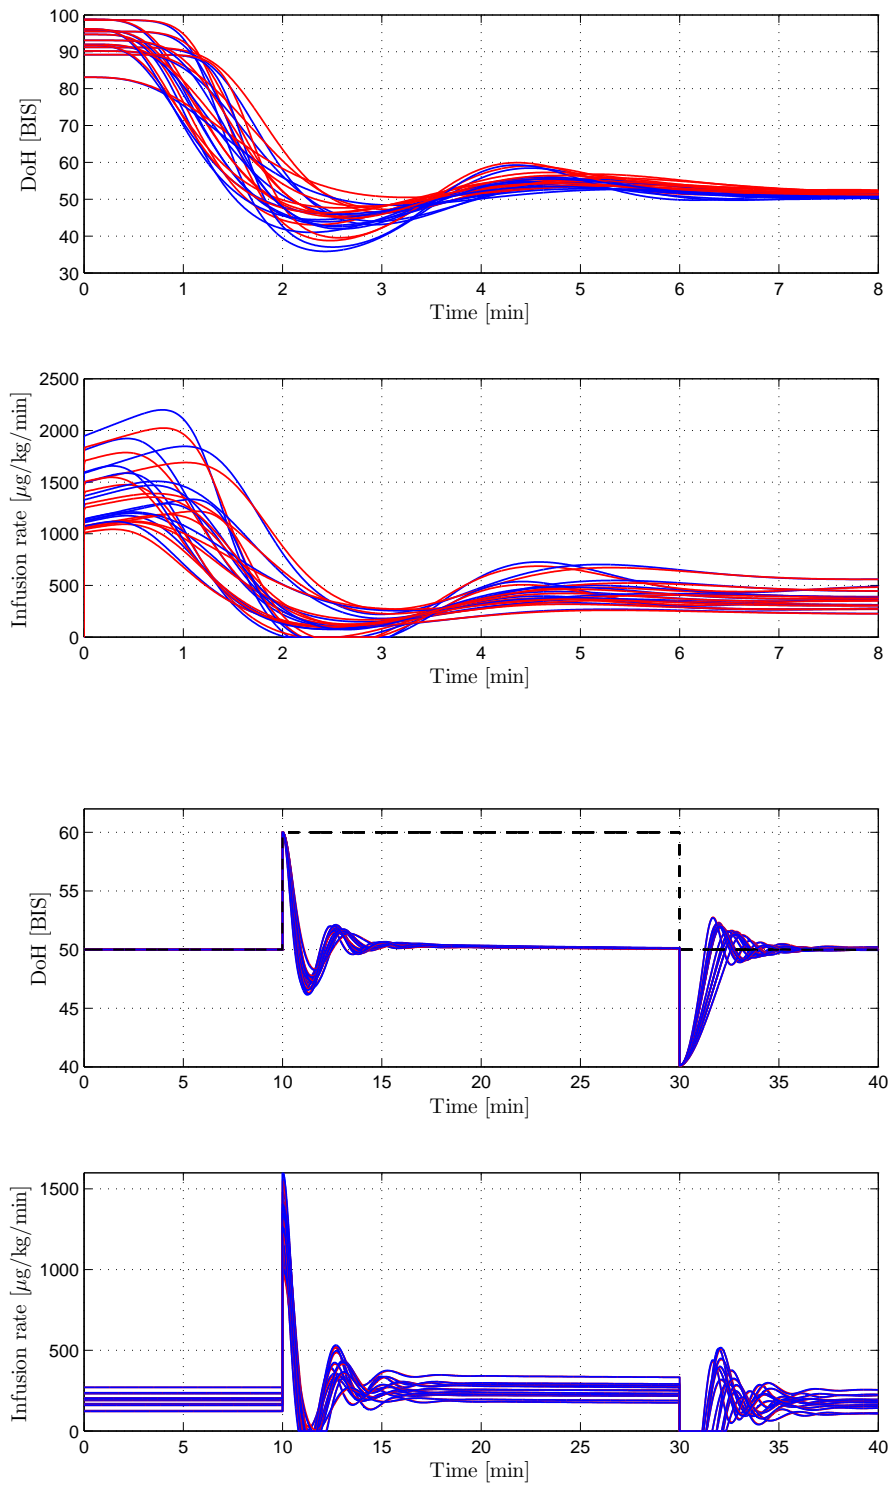 100
90
80
70
60
50
40
30
DoH [BIS]
0 1 2 3 4 5 6 7 8
Time [min]
2500
2000
1500
1000
500
0
Infusion rate [μg/kg/min]
0 1 2 3 4 5 6 7 8
Time [min]
60
55
50
45
40
DoH [BIS]
0 5 10 15 20 25 30 35 40
Time [min]
1500
1000
500
0
Infusion rate [μg/kg/min]
0 5 10 15 20 25 30 35 40
Time [min]